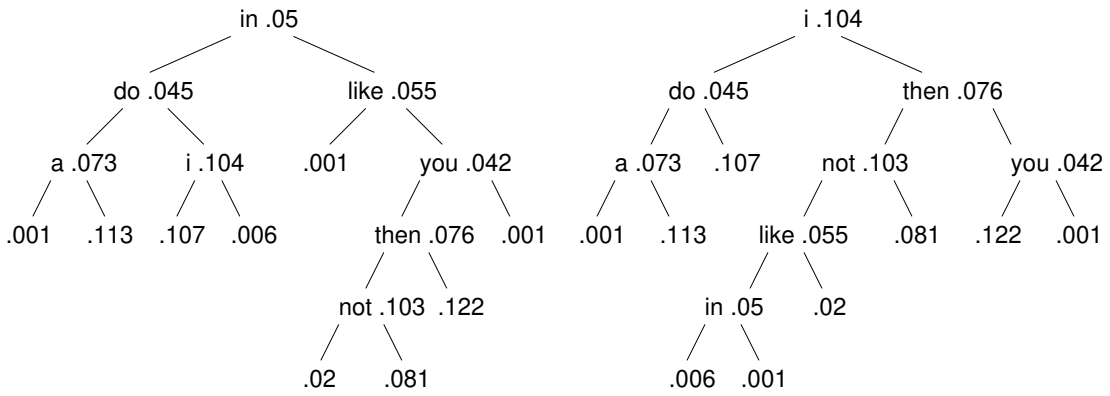 in .05 i .104
do .045 like .055 do .045 then .076
a .073 i .104 .001 you .042 a .073 .107 not .103 you .042
.001 .113 .107 .006 then .076 .001 .001 .113 like .055 .081 .122 .001
not .103 .122 in .05 .02
.02 .081 .006 .001